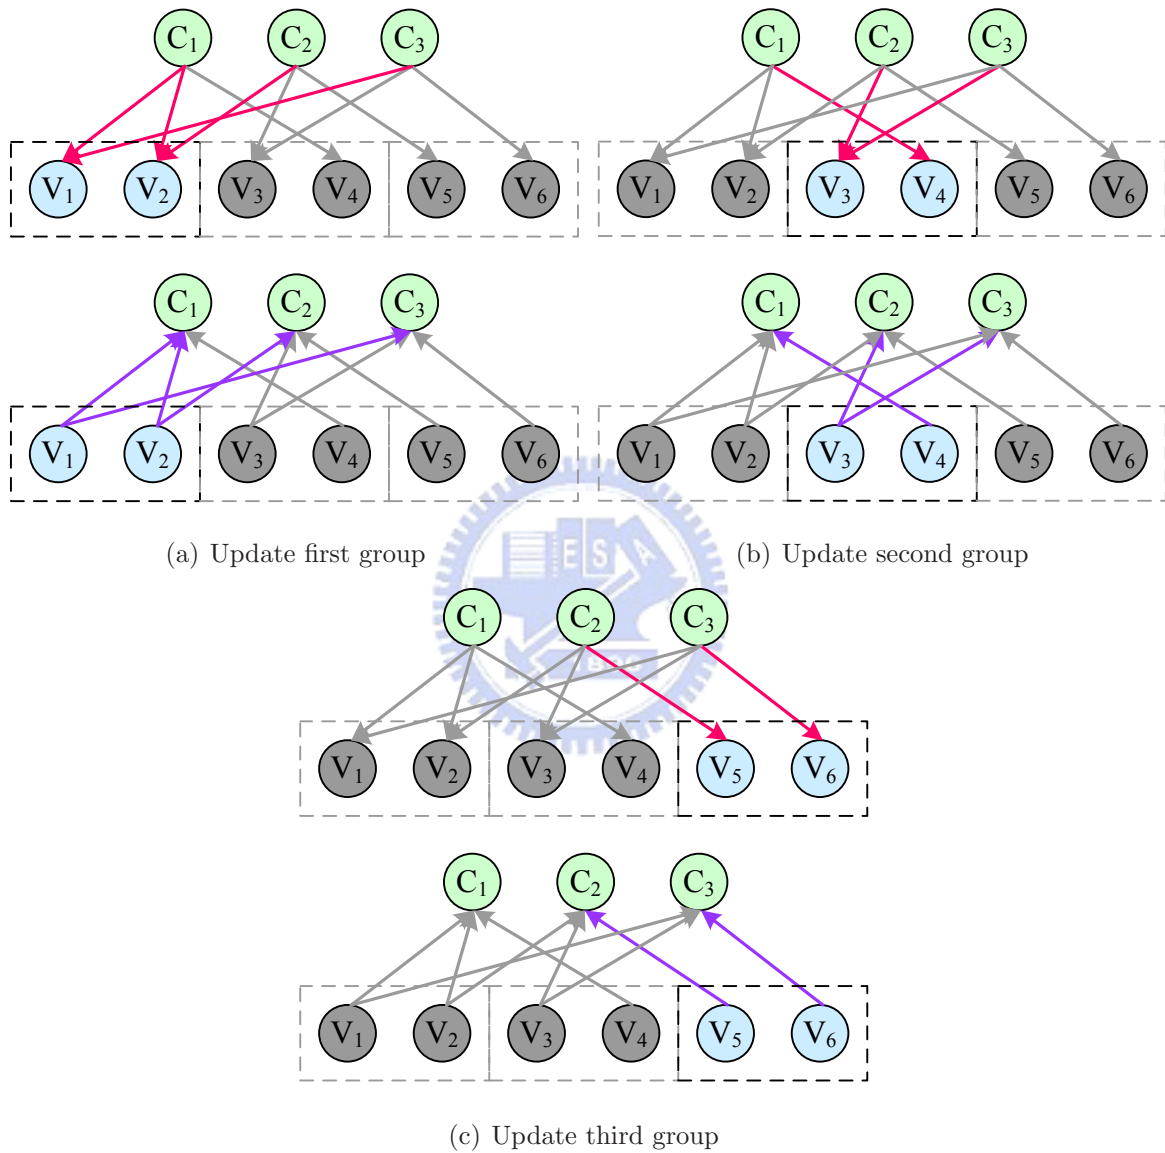 C1 C2 C3
V1 V2 V3 V4 V5 V6
C1 C2 C3
V1 V2 V3 V4 V5 V6
(a) Update first group
C1 C2 C3
V1 V2 V3 V4 V5 V6
C1 C2 C3
V1 V2 V3 V4 V5 V6
(b) Update second group
E S A
C1 C2 C3
V1 V2 V3 V4 V5 V6
C1 C2 C3
V1 V2 V3 V4 V5 V6
(c) Update third group